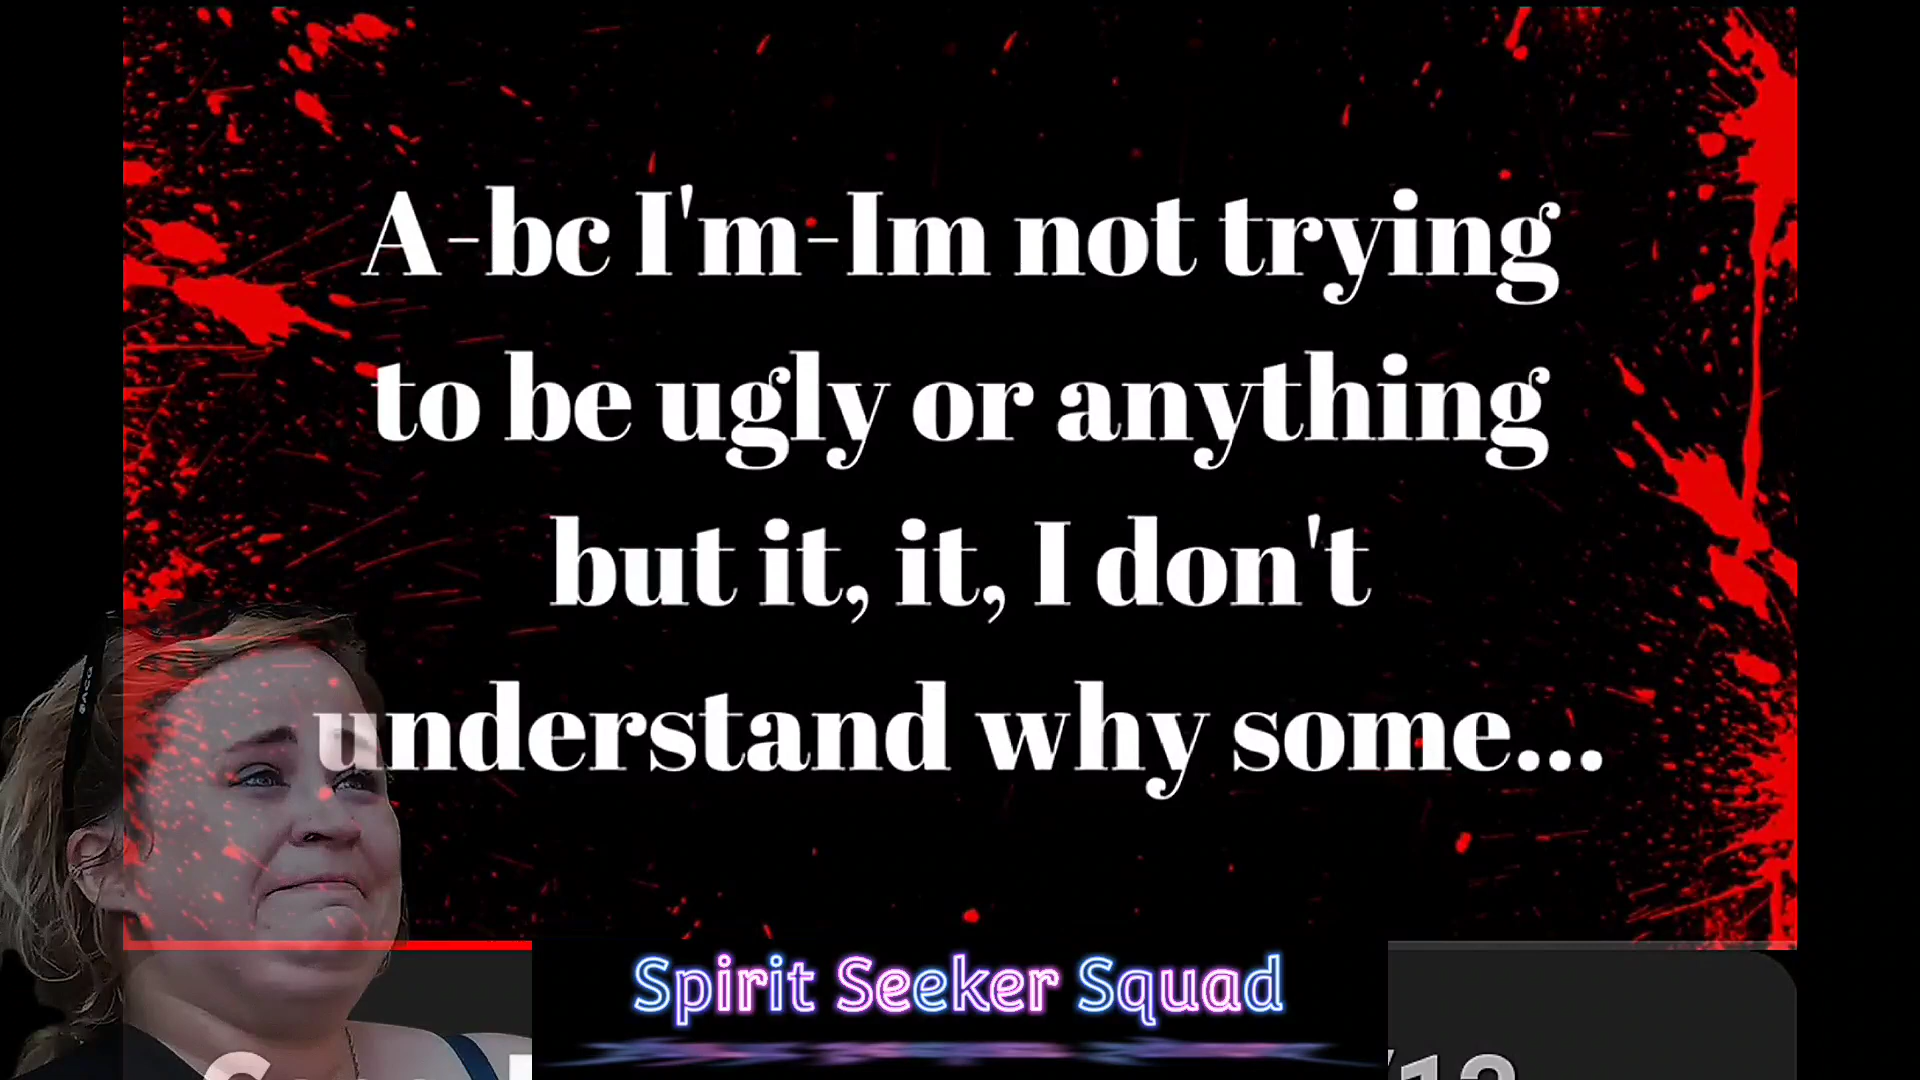 A-bc I'm-Im not trying
to be ugly or anything
but it, it, I don't
understand why some...
Spirit Seeker Squad